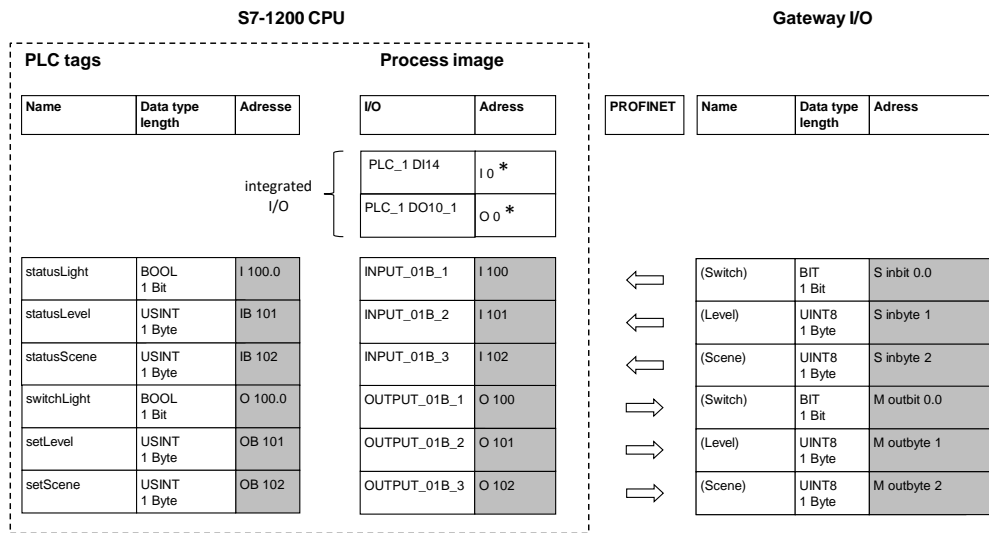 S7-1200 CPU Gateway I/O
PLC tags Process image
Name Data type Adresse I/O Adress PROFINET Name Data type Adress
length length
PLC_1 DI14 I 0 *
integrated
I/O
PLC_1 DO10_1 O 0 *
statusLight BOOL I 100.0 INPUT_01B_1 I 100 (Switch) BIT S inbit 0.0
1 Bit 1 Bit
statusLevel USINT IB 101 INPUT_01B_2 I 101 (Level) UINT8 S inbyte 1
1 Byte 1 Byte
statusScene USINT IB 102 INPUT_01B_3 I 102 (Scene) UINT8 S inbyte 2
1 Byte 1 Byte
switchLight BOOL O 100.0 OUTPUT_01B_1 O 100 (Switch) BIT M outbit 0.0
1 Bit 1 Bit
setLevel USINT OB 101 OUTPUT_01B_2 O 101 (Level) UINT8 M outbyte 1
1 Byte 1 Byte
setScene USINT OB 102 OUTPUT_01B_3 O 102 (Scene) UINT8 M outbyte 2
1 Byte 1 Byte